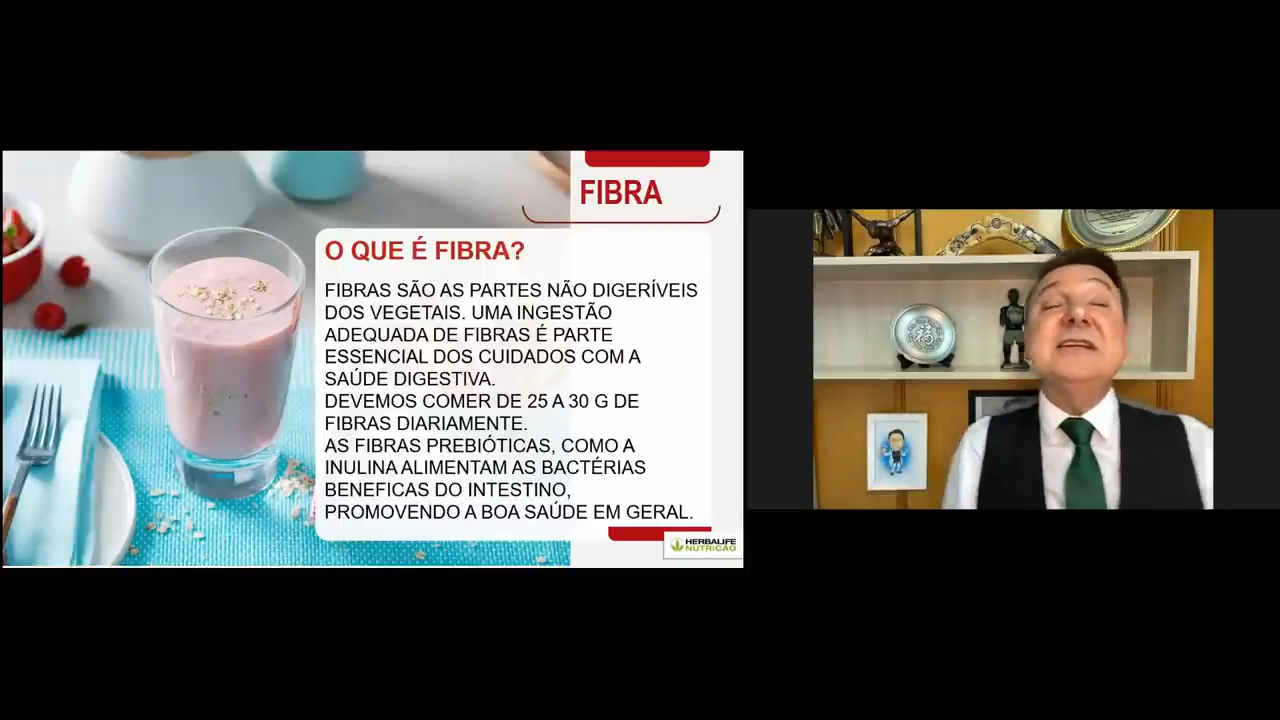 FIBRA
O QUE É FIBRA?
FIBRAS SÃO AS PARTES NÃO DIGERÍVEIS
DOS VEGETAIS. UMA INGESTÃO
ADEQUADA DE FIBRAS É PARTE
ESSENCIAL DOS CUIDADOS COM A
SAÚDE DIGESTIVA.
DEVEMOS COMER DE 25 A 30 G DE
FIBRAS DIARIAMENTE.
AS FIBRAS PREBIÓTICAS, COMO A
INULINA ALIMENTAM AS BACTÉRIAS
BENEFICAS DO INTESTINO,
PROMOVENDO A BOA SAÚDE EM GERAL.
HERBALIFE
NUTRIÇÃO